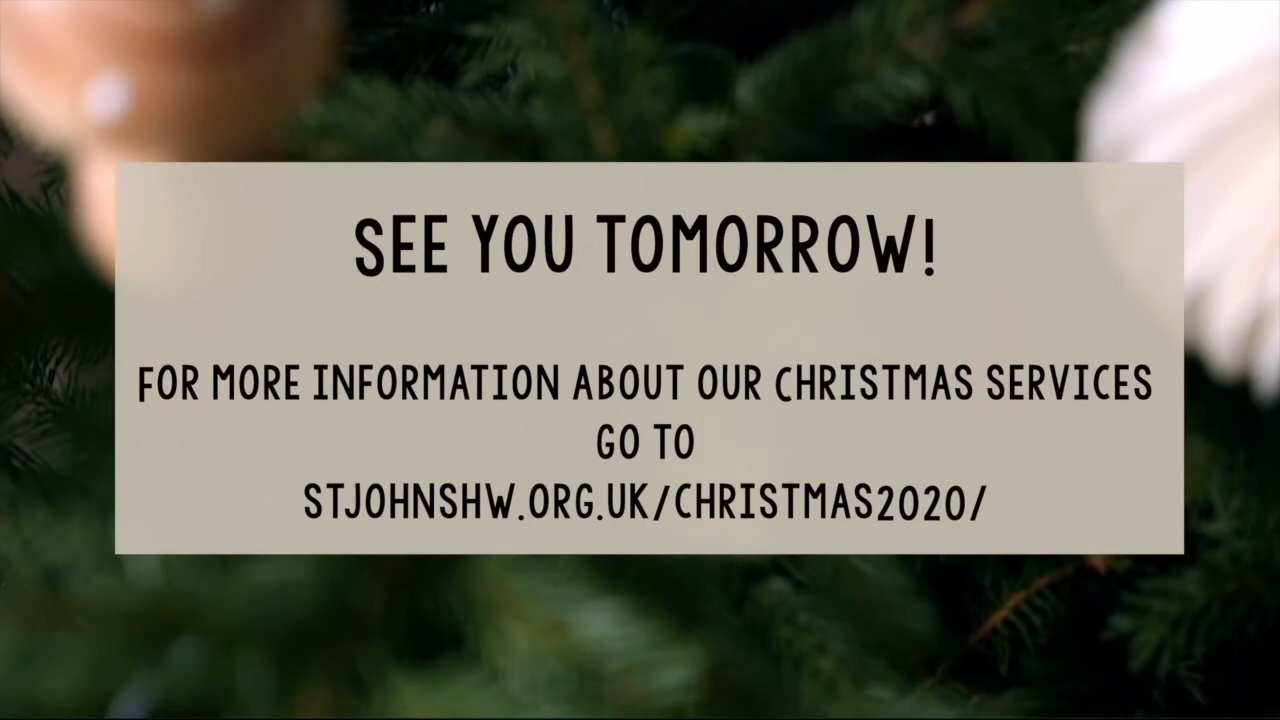 SEE YOU TOMORROW!
FOR MORE INFORMATION ABOUT OUR CHRISTMAS SERVICES
GO TO
STJOHNSHW.ORG.UK/CHRISTMAS2020/